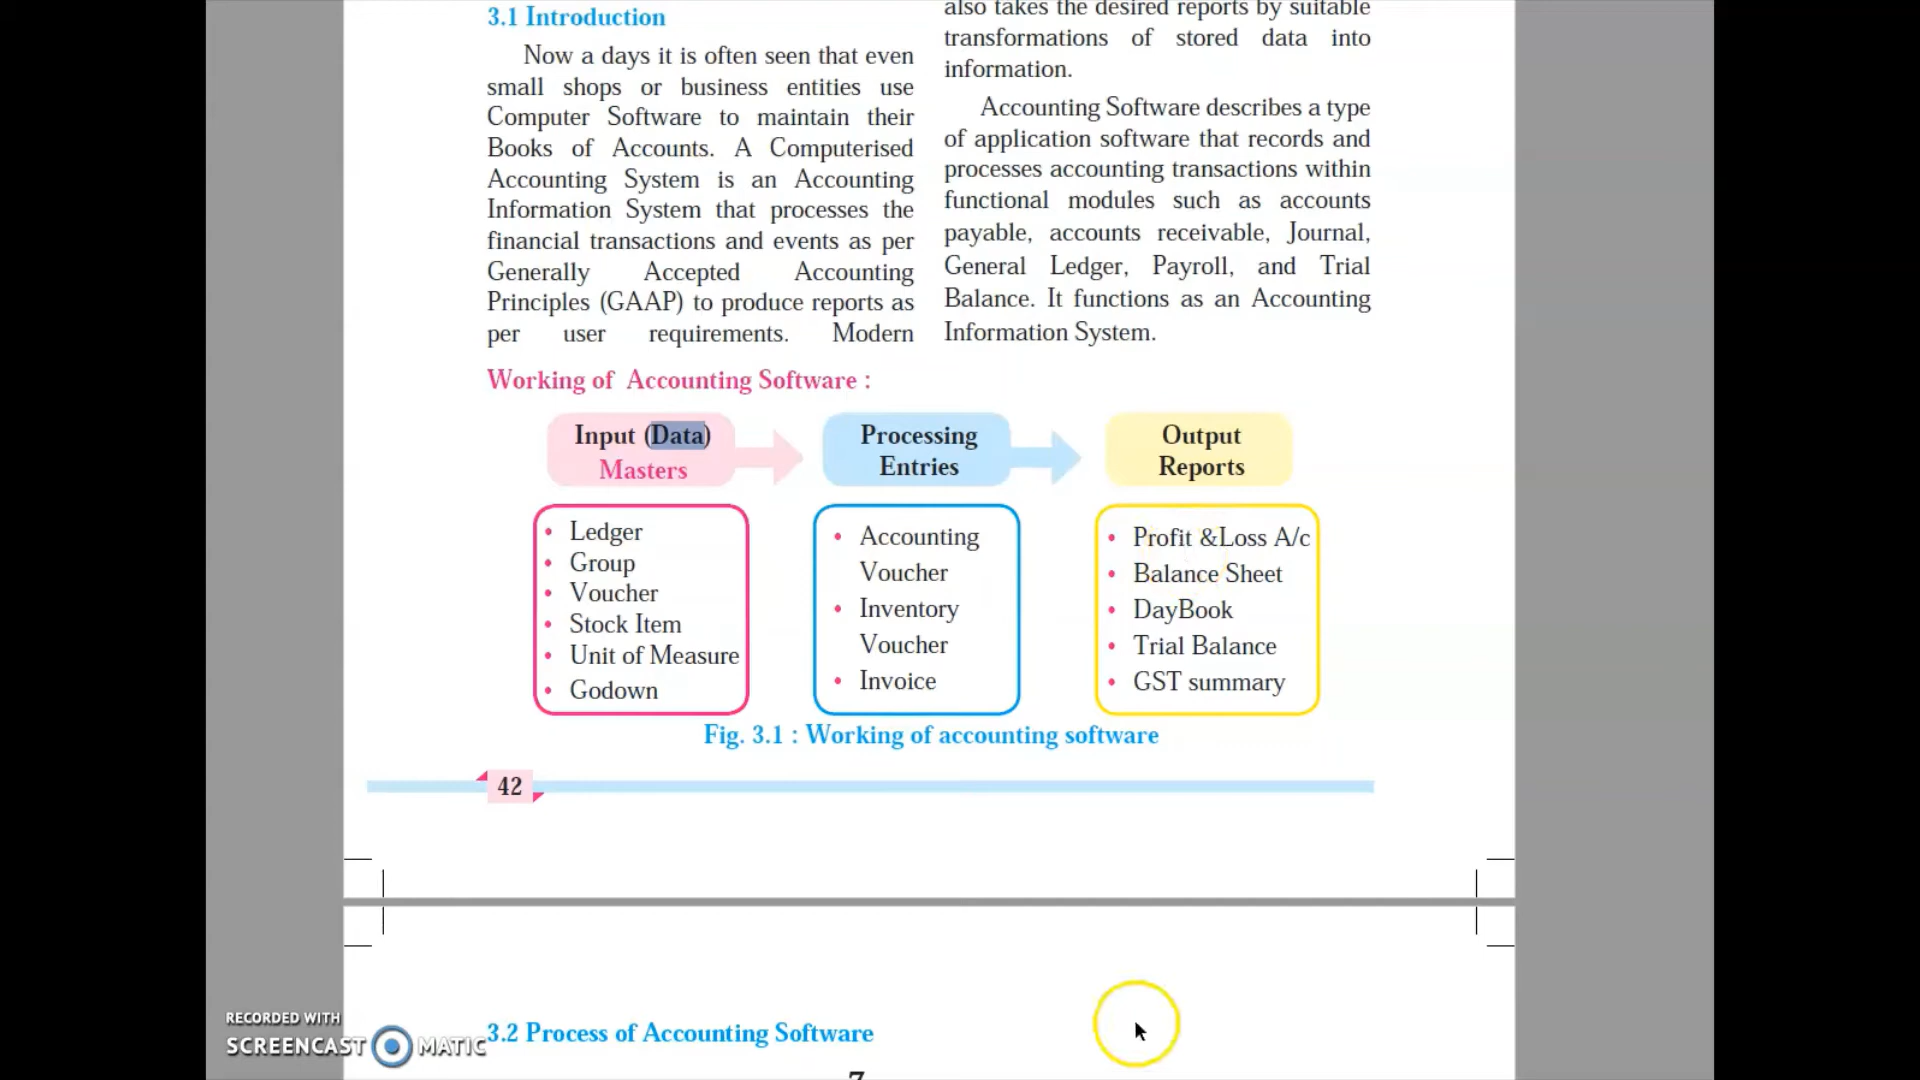 3.1 Introduction
Now a days it is often seen that even
small shops or business entities use
Computer Software to maintain their
Books of Accounts. A Computerised
Accounting System is an Accounting
Information System that processes the
financial transactions and events as per
Generally Accepted Accounting
Principles (GAAP) to produce reports as
per user requirements. Modern
also takes the desired reports by suitable
transformations of stored data into
information.
Accounting Software describes a type
of application software that records and
processes accounting transactions within
functional modules such as accounts
payable, accounts receivable, Journal,
General Ledger, Payroll, and Trial
Balance. It functions as an Accounting
Information System.
Working of Accounting Software :
Input (Data)
Masters
• Ledger
• Group
• Voucher
• Stock Item
• Unit of Measure
• Godown
Processing
Entries
• Accounting
Voucher
• Inventory
Voucher
• Invoice
Output
Reports
• Profit &Loss A/c
• Balance Sheet
• DayBook
• Trial Balance
• GST summary
Fig. 3.1 : Working of accounting software
42
3.2 Process of Accounting Software
RECORDED WITH
SCREENCAST MATIC